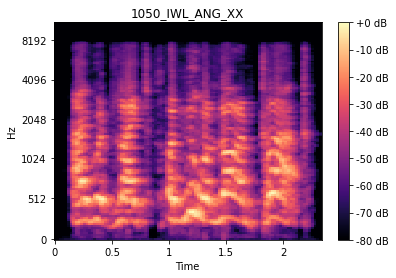 1050_IWL_ANG_XX
+0 dB
8192
-10 dB
4096
-20 dB
-30 dB
2048
Hz
-40 dB
1024
-50 dB
512
-60 dB
-70 dB
0
-80 dB
0 0.5 1 1.5 2
Time